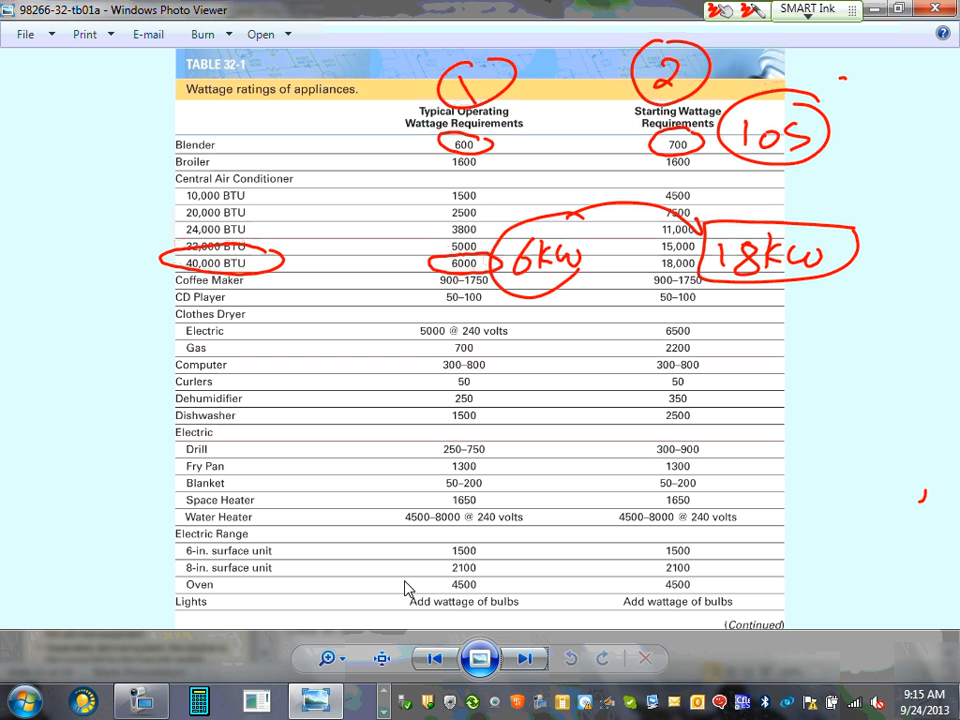 98266-32-tb01a - Windows Photo Viewer
SMART Ink
File Print E-mail Burn Open
TABLE 32-1
1 2
Wattage ratings of appliances.
Typical Operating Starting Wattage
Wattage Requirements Requirements
10S
Blender 600 700
Broiler 1600 1600
Central Air Conditioner
10,000 BTU 1500 4500
20,000 BTU 2500 7500
24,000 BTU 3800 11,000
32,000 BTU 5000 15,000
6KW 18KW
40,000 BTU 6000 18,000
Coffee Maker 900–1750 900–1750
CD Player 50–100 50–100
Clothes Dryer
Electric 5000 @ 240 volts 6500
Gas 700 2200
Computer 300–800 300–800
Curlers 50 50
Dehumidifier 250 350
Dishwasher 1500 2500
Electric
Drill 250–750 300–900
Fry Pan 1300 1300
Blanket 50–200 50–200
Space Heater 1650 1650
Water Heater 4500–8000 @ 240 volts 4500–8000 @ 240 volts
Electric Range
6-in. surface unit 1500 1500
8-in. surface unit 2100 2100
Oven 4500 4500
Lights Add wattage of bulbs Add wattage of bulbs
(Continued)
9:15 AM
9/24/2013